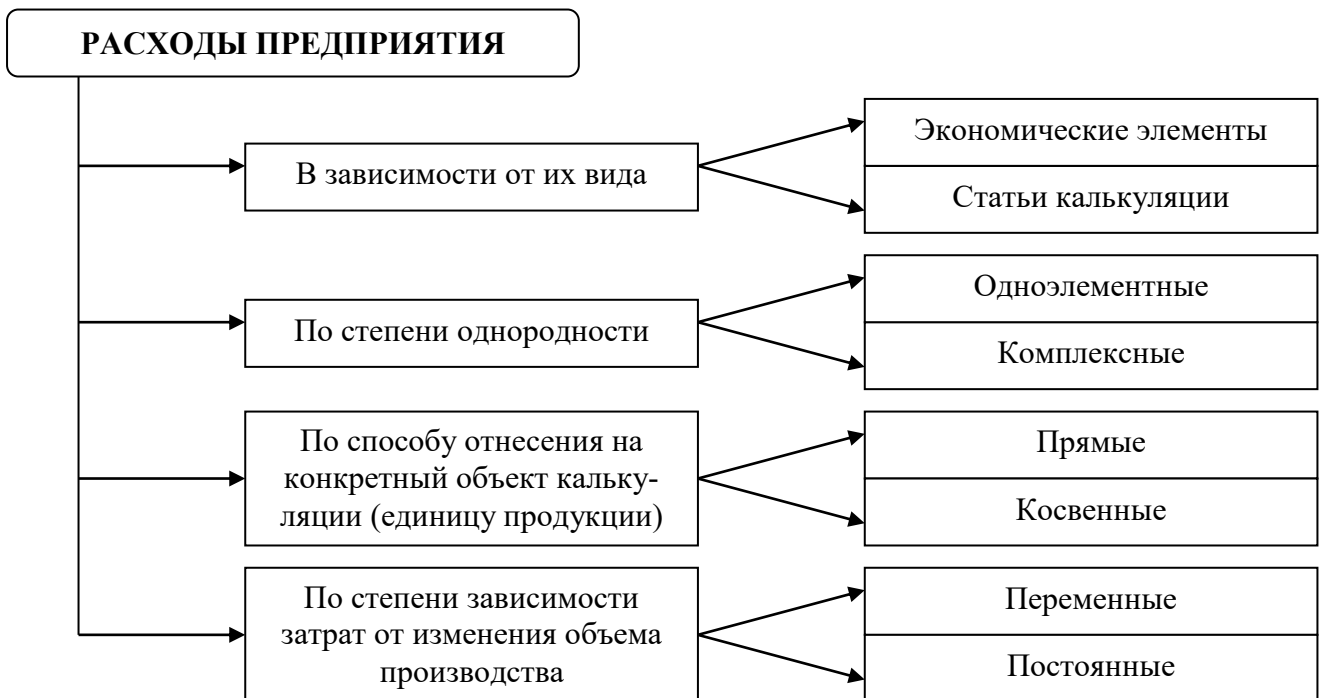 РАСХОДЫ ПРЕДПРИЯТИЯ
В зависимости от их вида
Экономические элементы
Статьи калькуляции
По степени однородности
Одноэлементные
Комплексные
По способу отнесения на
конкретный объект кальку-
ляции (единицу продукции)
Прямые
Косвенные
По степени зависимости
затрат от изменения объема
производства
Переменные
Постоянные